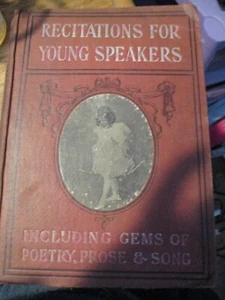 RECITATIONS FOR
YOUNG SPEAKERS
INCLUDING GEMS OF
POETRY, PROSE & SONG